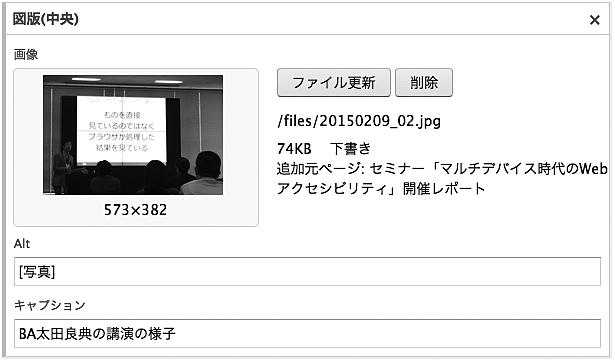 図版(中央)
×
画像
ものを直接
見ているのではなく
ブラウザが処理した
結果を見ている
573×382
ファイル更新 削除
/files/20150209_02.jpg
74KB 下書き
追加元ページ: セミナー「マルチデバイス時代のWeb
アクセシビリティ」開催レポート
Alt
[写真]
キャプション
BA太田良典の講演の様子